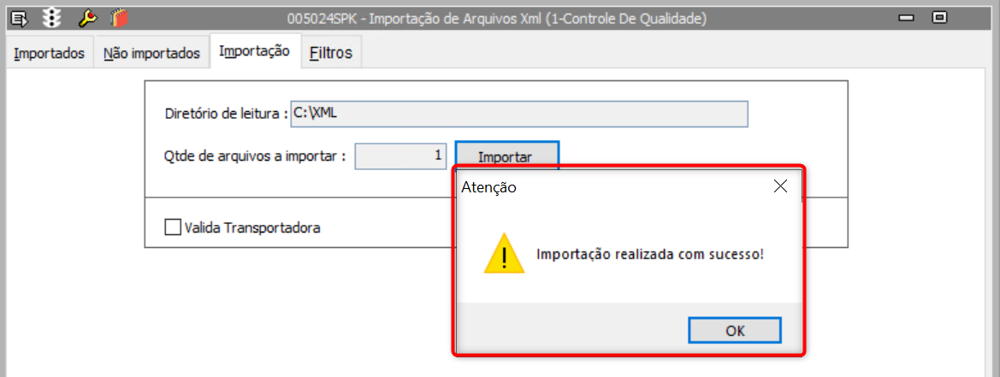 005024SPK - Importação de Arquivos Xml (1-Controle De Qualidade)
Importados Não importados Importação Filtros
Diretório de leitura : C:\XML
Qtde de arquivos a importar : 1 Importar
Atenção
Valida Transportadora
Importação realizada com sucesso!
OK